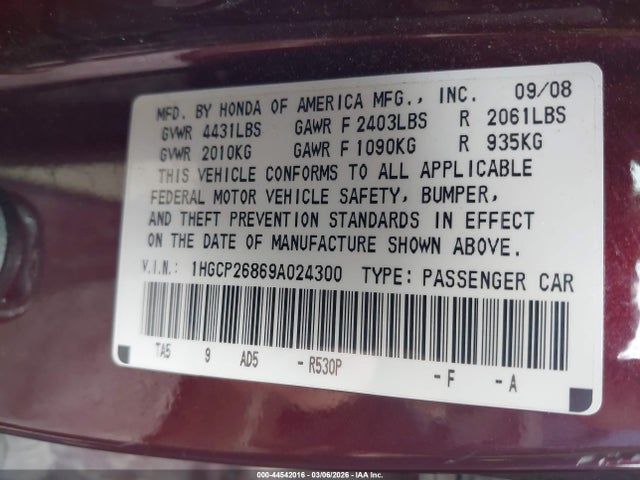 MFD. BY HONDA OF AMERICA MFG., INC. 09/08
GVWR 4431LBS GAWR F 2403LBS R 2061LBS
GVWR 2010KG GAWR F 1090KG R 935KG
THIS VEHICLE CONFORMS TO ALL APPLICABLE
FEDERAL MOTOR VEHICLE SAFETY, BUMPER,
AND THEFT PREVENTION STANDARDS IN EFFECT
ON THE DATE OF MANUFACTURE SHOWN ABOVE.
V.I.N.: 1HGCP26869A024300 TYPE: PASSENGER CAR
TA5 9 AD5 - R530P -F -A
000-44542016 - 03/06/2026 - IAA Inc.